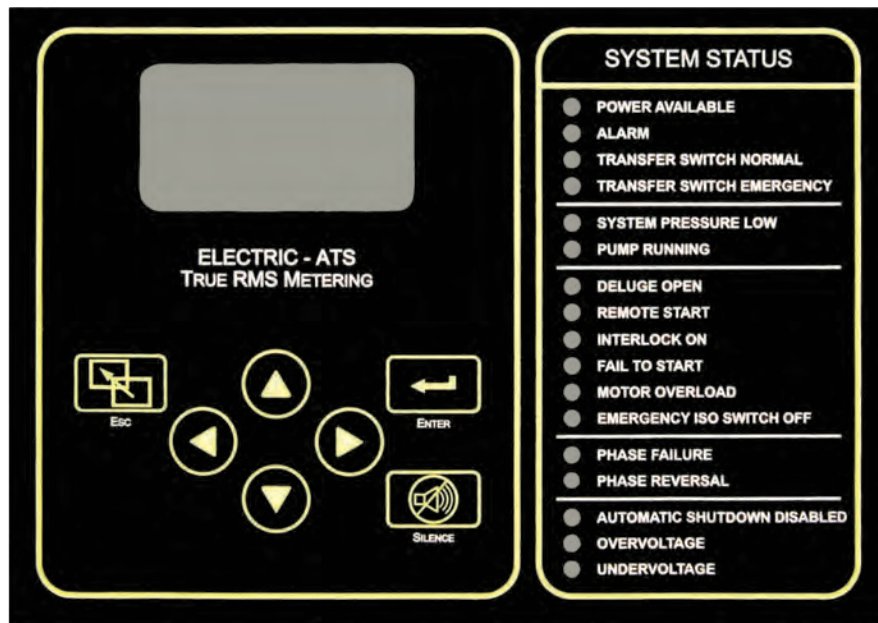 ELECTRIC - ATS
TRUE RMS METERING
ESC
ENTER
SILENCE
SYSTEM STATUS
POWER AVAILABLE
ALARM
TRANSFER SWITCH NORMAL
TRANSFER SWITCH EMERGENCY
SYSTEM PRESSURE LOW
PUMP RUNNING
DELUGE OPEN
REMOTE START
INTERLOCK ON
FAIL TO START
MOTOR OVERLOAD
EMERGENCY ISO SWITCH OFF
PHASE FAILURE
PHASE REVERSAL
AUTOMATIC SHUTDOWN DISABLED
OVERVOLTAGE
UNDERVOLTAGE